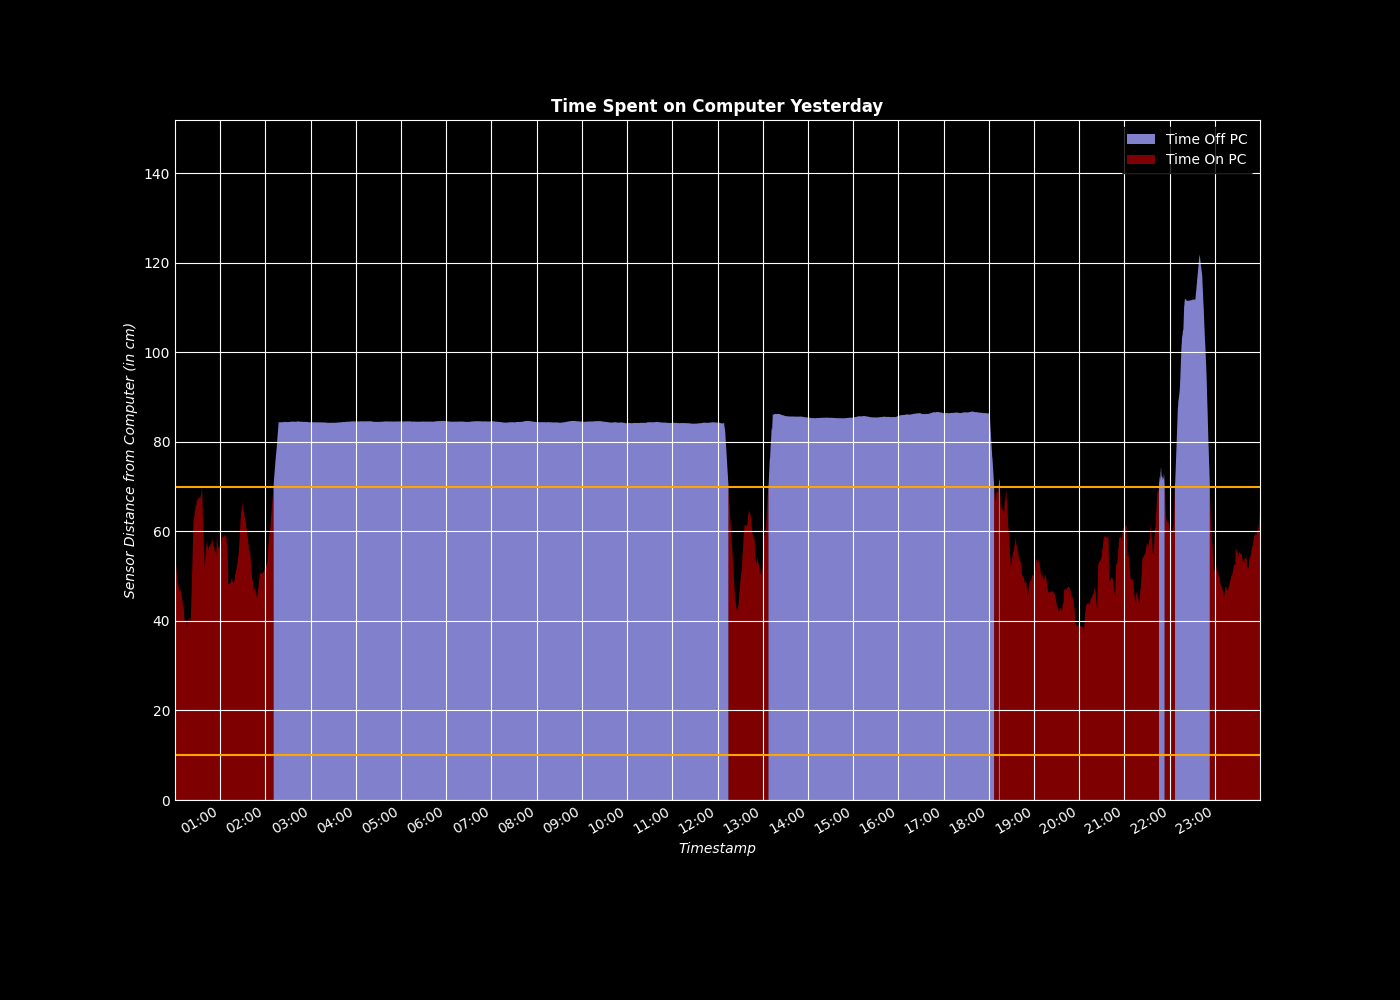 Time Spent on Computer Yesterday
Time Off PC
Time On PC
Sensor Distance from Computer (in cm)
140
120
100
80
60
40
20
0
01:00 02:00 03:00 04:00 05:00 06:00 07:00 08:00 09:00 10:00 11:00 12:00 13:00 14:00 15:00 16:00 17:00 18:00 19:00 20:00 21:00 22:00 23:00
Timestamp